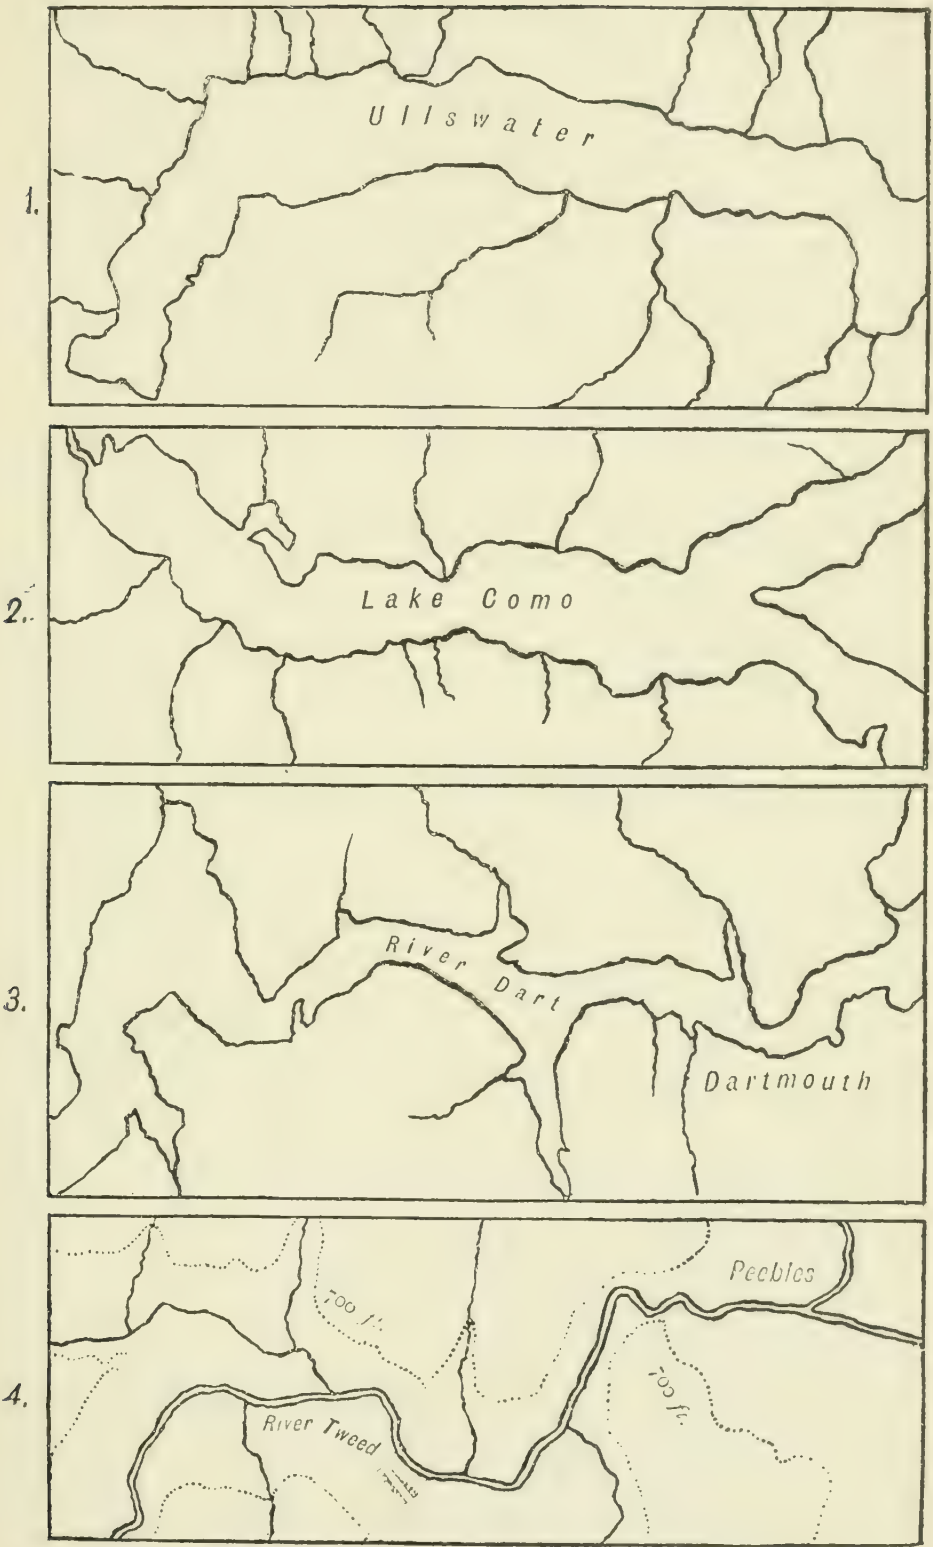 1.
Ullswater
2.
Lake Como
3.
River Dart
Dartmouth
4.
Peebles
700 ft.
700 ft.
River Tweed